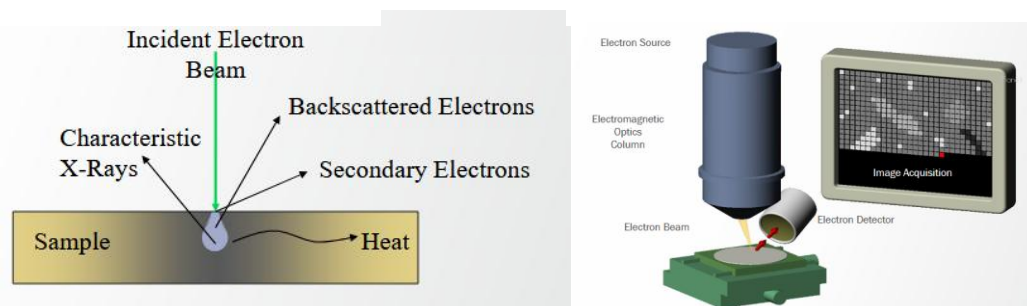 Incident Electron
Beam
Backscattered Electrons
Characteristic
X-Rays
Secondary Electrons
Sample
Heat
Electron Source
Electromagnetic
Optics
Column
Image Acquisition
Electron Detector
Electron Beam